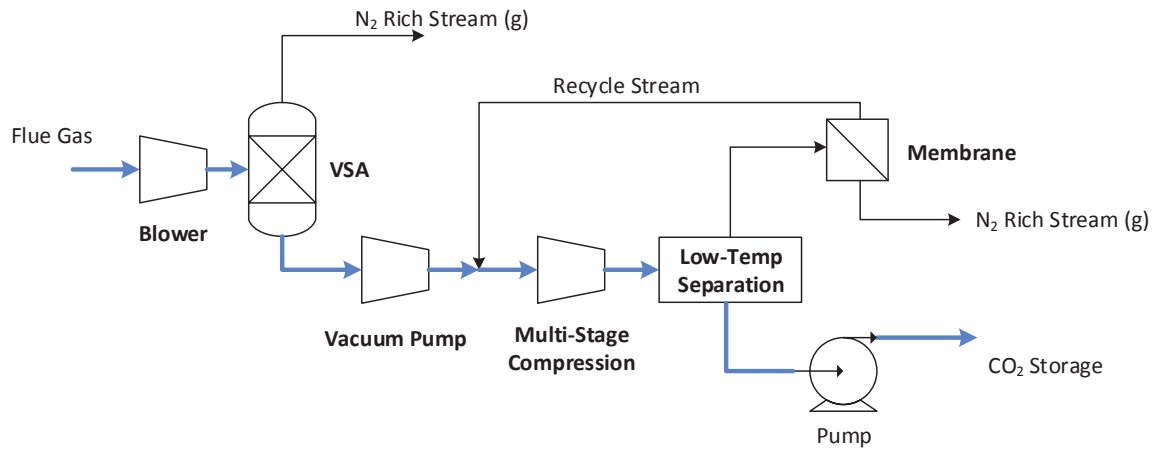 N₂ Rich Stream (g)
Recycle Stream
Flue Gas
VSA
Membrane
Blower
N₂ Rich Stream (g)
Low-Temp
Separation
Vacuum Pump
Multi-Stage
Compression
CO₂ Storage
Pump